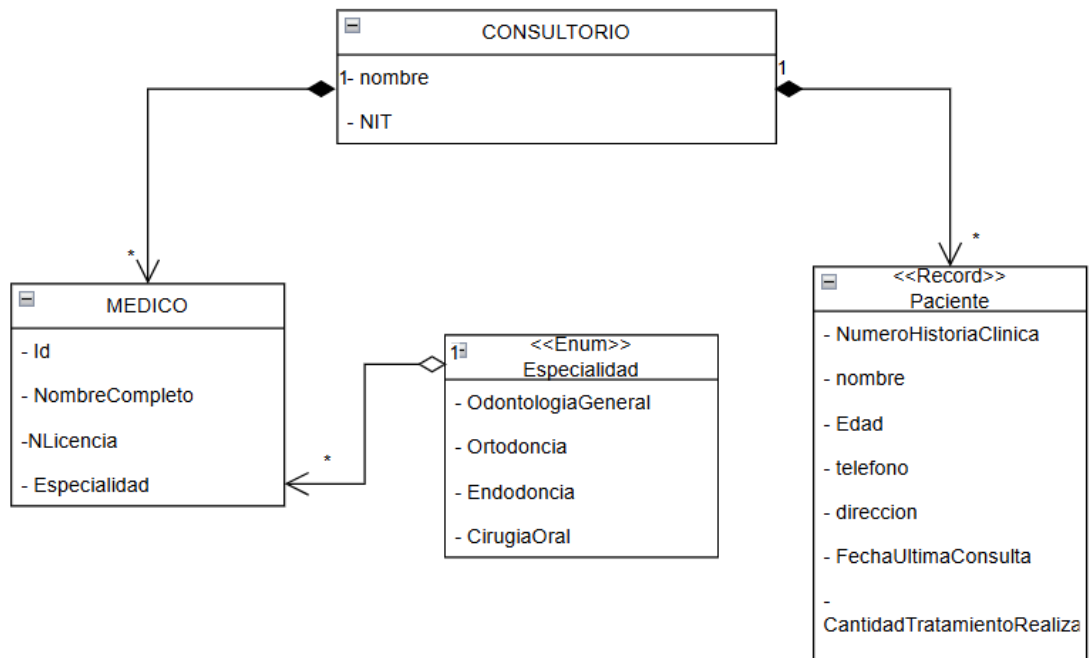 CONSULTORIO
1- nombre
1
- NIT
*
*
MEDICO
- Id
- NombreCompleto
-NLicencia
- Especialidad
*
1-
<<Enum>>
Especialidad
- OdontologiaGeneral
- Ortodoncia
- Endodoncia
- CirugiaOral
<<Record>>
Paciente
- NumeroHistoriaClinica
- nombre
- Edad
- telefono
- direccion
- FechaUltimaConsulta
-
CantidadTratamientoRealiza